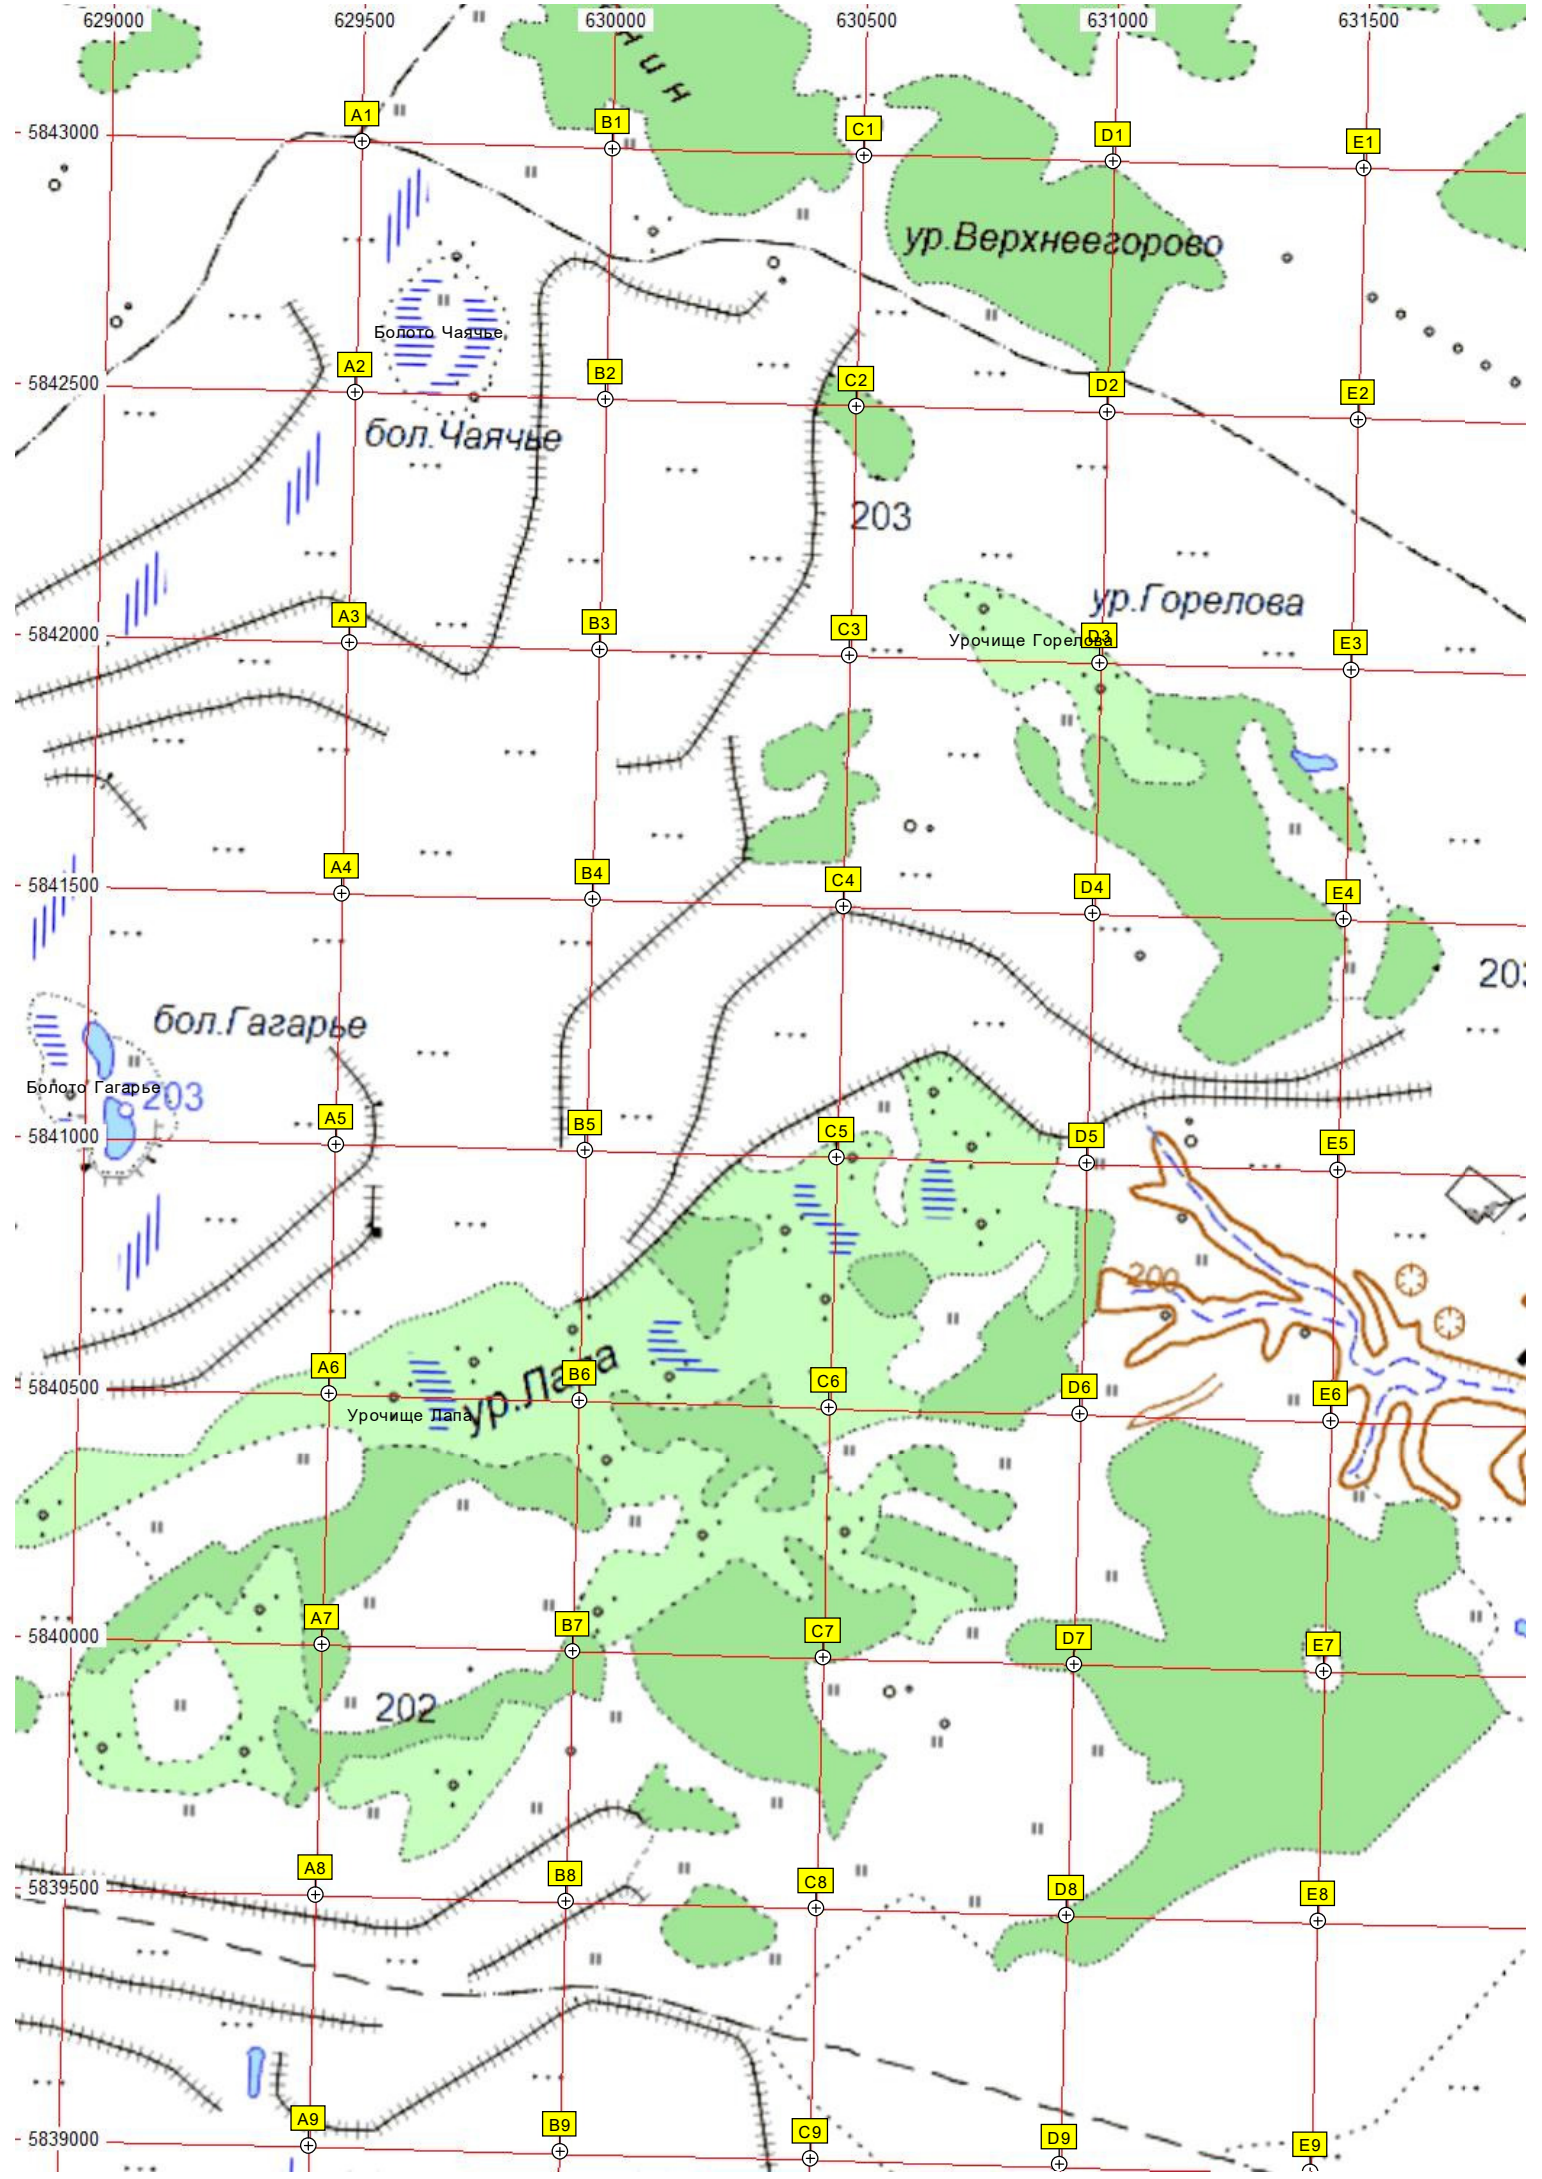 629000 629500 630000 630500 631000 631500
нин
A1 B1 C1 D1 E1
5843000
ур.Верхнеегорово
Болото Чаячье
A2 B2 C2 D2 E2
5842500
бол.Чаячье
203
ур.Горелова
A3 B3 C3 D3 E3
5842000
Урочище Горелова
A4 B4 C4 D4 E4
5841500
203
бол.Гагарье
Болото Гагарье
203
A5 B5 C5 D5 E5
5841000
200
ур.Лапа
A6 B6 C6 D6 E6
5840500
Урочище Лапа
A7 B7 C7 D7 E7
5840000
202
A8 B8 C8 D8 E8
5839500
A9 B9 C9 D9 E9
5839000